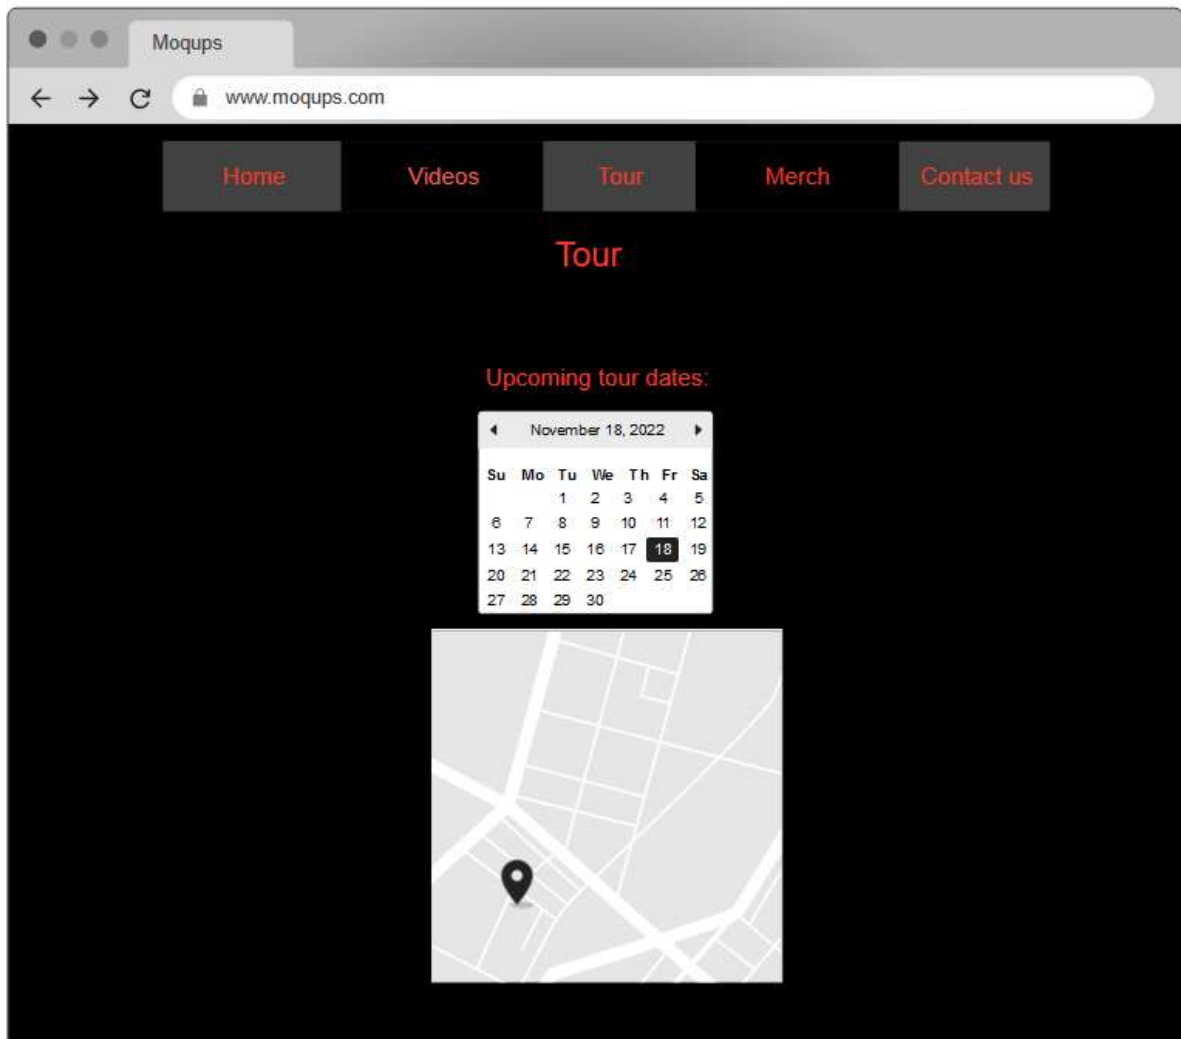 Moqups
www.moqups.com
Home Videos Tour Merch Contact us
Tour
Upcoming tour dates:
November 18, 2022
Su Mo Tu We Th Fr Sa
1 2 3 4 5
6 7 8 9 10 11 12
13 14 15 16 17 18 19
20 21 22 23 24 25 26
27 28 29 30